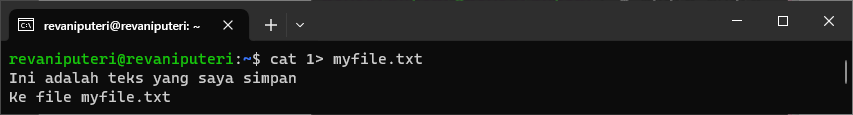 revaniputeri@revaniputeri: ~
revaniputeri@revaniputeri:~$ cat 1> myfile.txt
Ini adalah teks yang saya simpan
Ke file myfile.txt